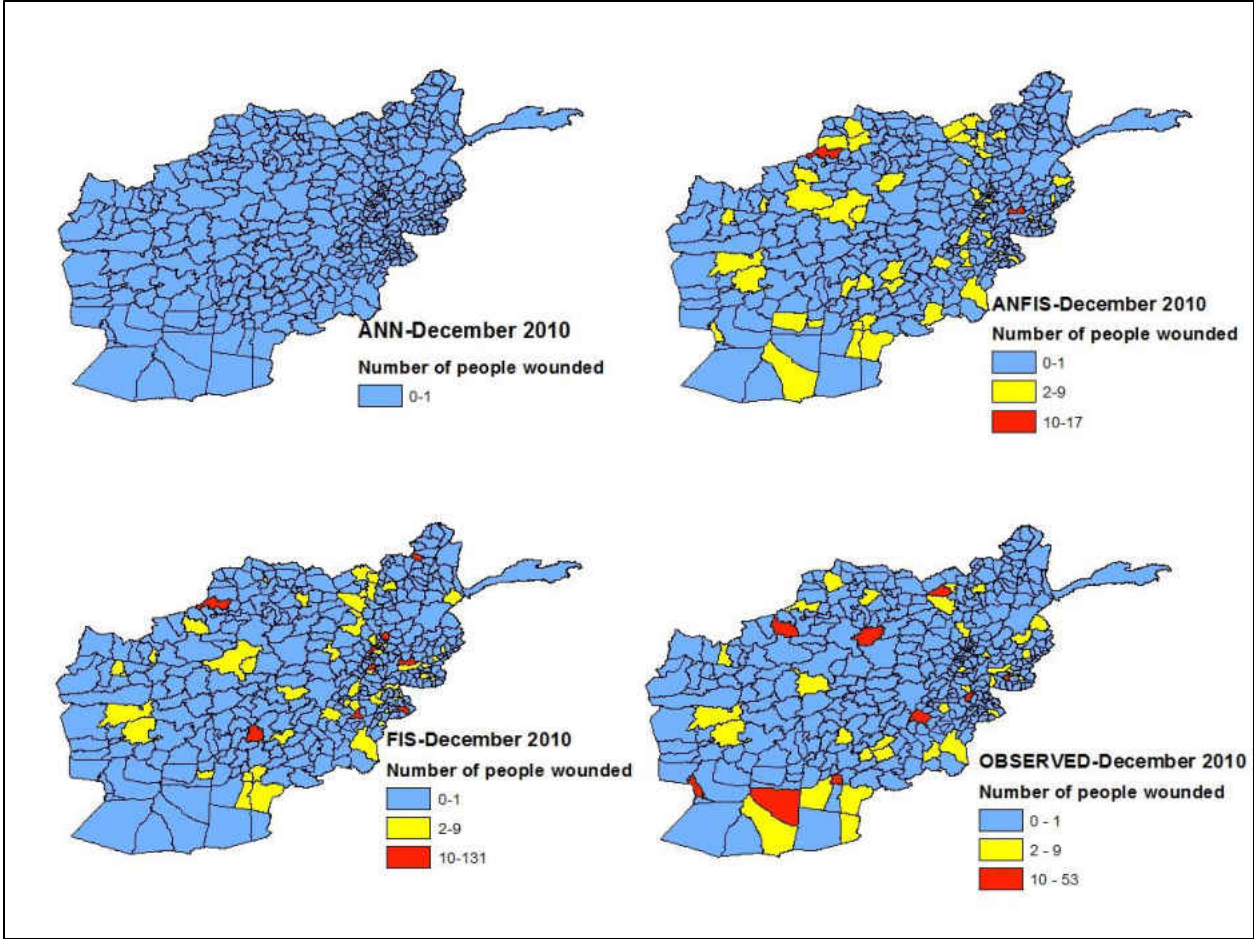 ANN-December 2010
Number of people wounded
0-1
ANFIS-December 2010
Number of people wounded
0-1
2-9
10-17
FIS-December 2010
Number of people wounded
0-1
2-9
10-131
OBSERVED-December 2010
Number of people wounded
0 - 1
2 - 9
10 - 53